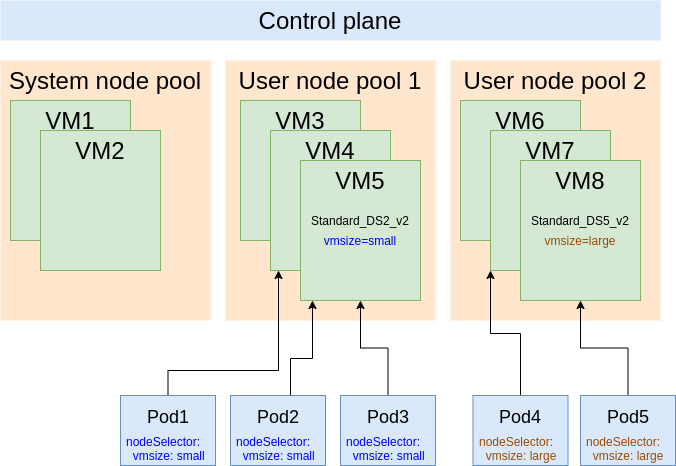 Control plane
System node pool
VM1
VM2
User node pool 1
VM3
VM4
VM5
Standard_DS2_v2
vmsize=small
User node pool 2
VM6
VM7
VM8
Standard_DS5_v2
vmsize=large
Pod1
nodeSelector:
vmsize: small
Pod2
nodeSelector:
vmsize: small
Pod3
nodeSelector:
vmsize: small
Pod4
nodeSelector:
vmsize: large
Pod5
nodeSelector:
vmsize: large